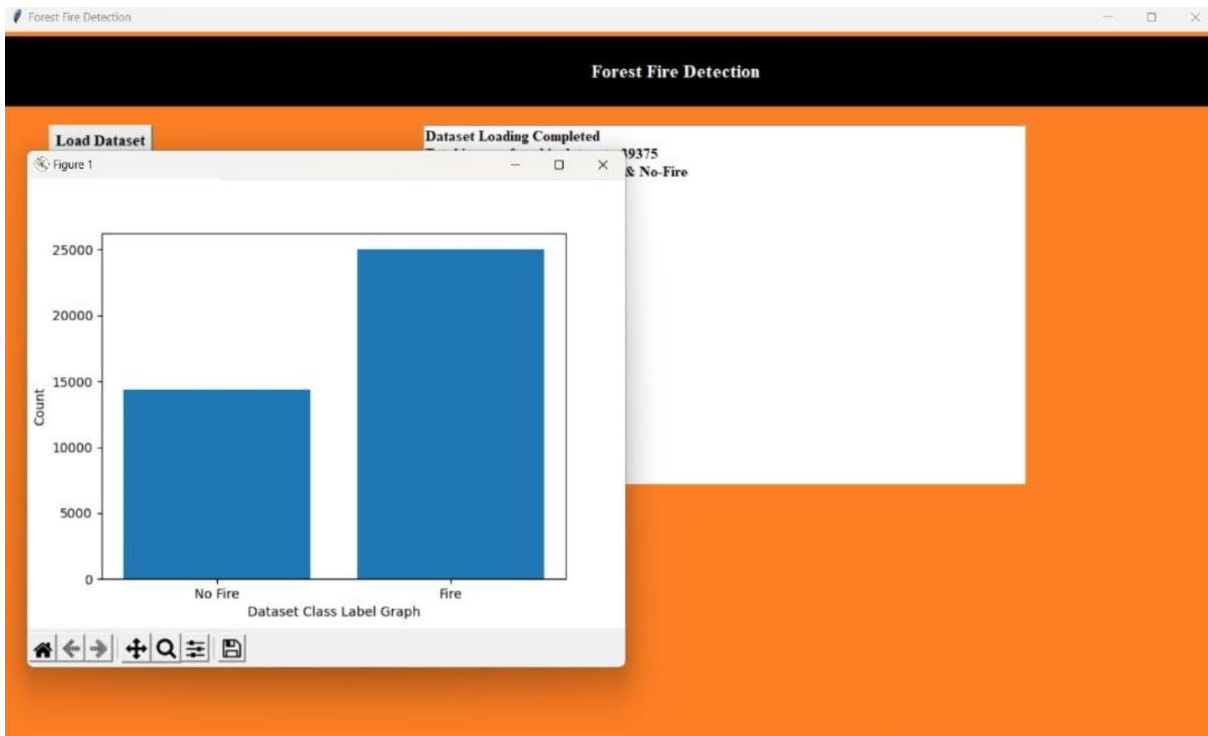 Forest Fire Detection
Forest Fire Detection
Load Dataset
Dataset Loading Completed
39375
& No-Fire
Figure 1
25000
20000
15000
10000
5000
0
Count
No Fire Fire
Dataset Class Label Graph